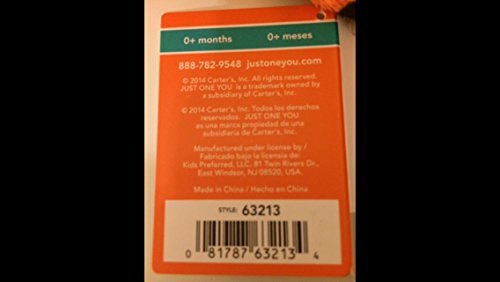 0+ months 0+ meses
888-782-9548 justoneyou.com
© 2014 Carter's, Inc. All rights reserved.
JUST ONE YOU is a trademark owned by
a subsidiary of Carter's, Inc.
© 2014 Carter's, Inc. Todos los derechos
reservados. JUST ONE YOU
es una marca propiedad de una
subsidiaria de Carter's, Inc.
Manufactured under license by /
Fabricado bajo la licensia de:
Kids Preferred, LLC. 81 Twin Rivers Dr.,
East Windsor, NJ 08520, USA.
Made in China / Hecho en China
STYLE: 63213
0 81787 63213 4